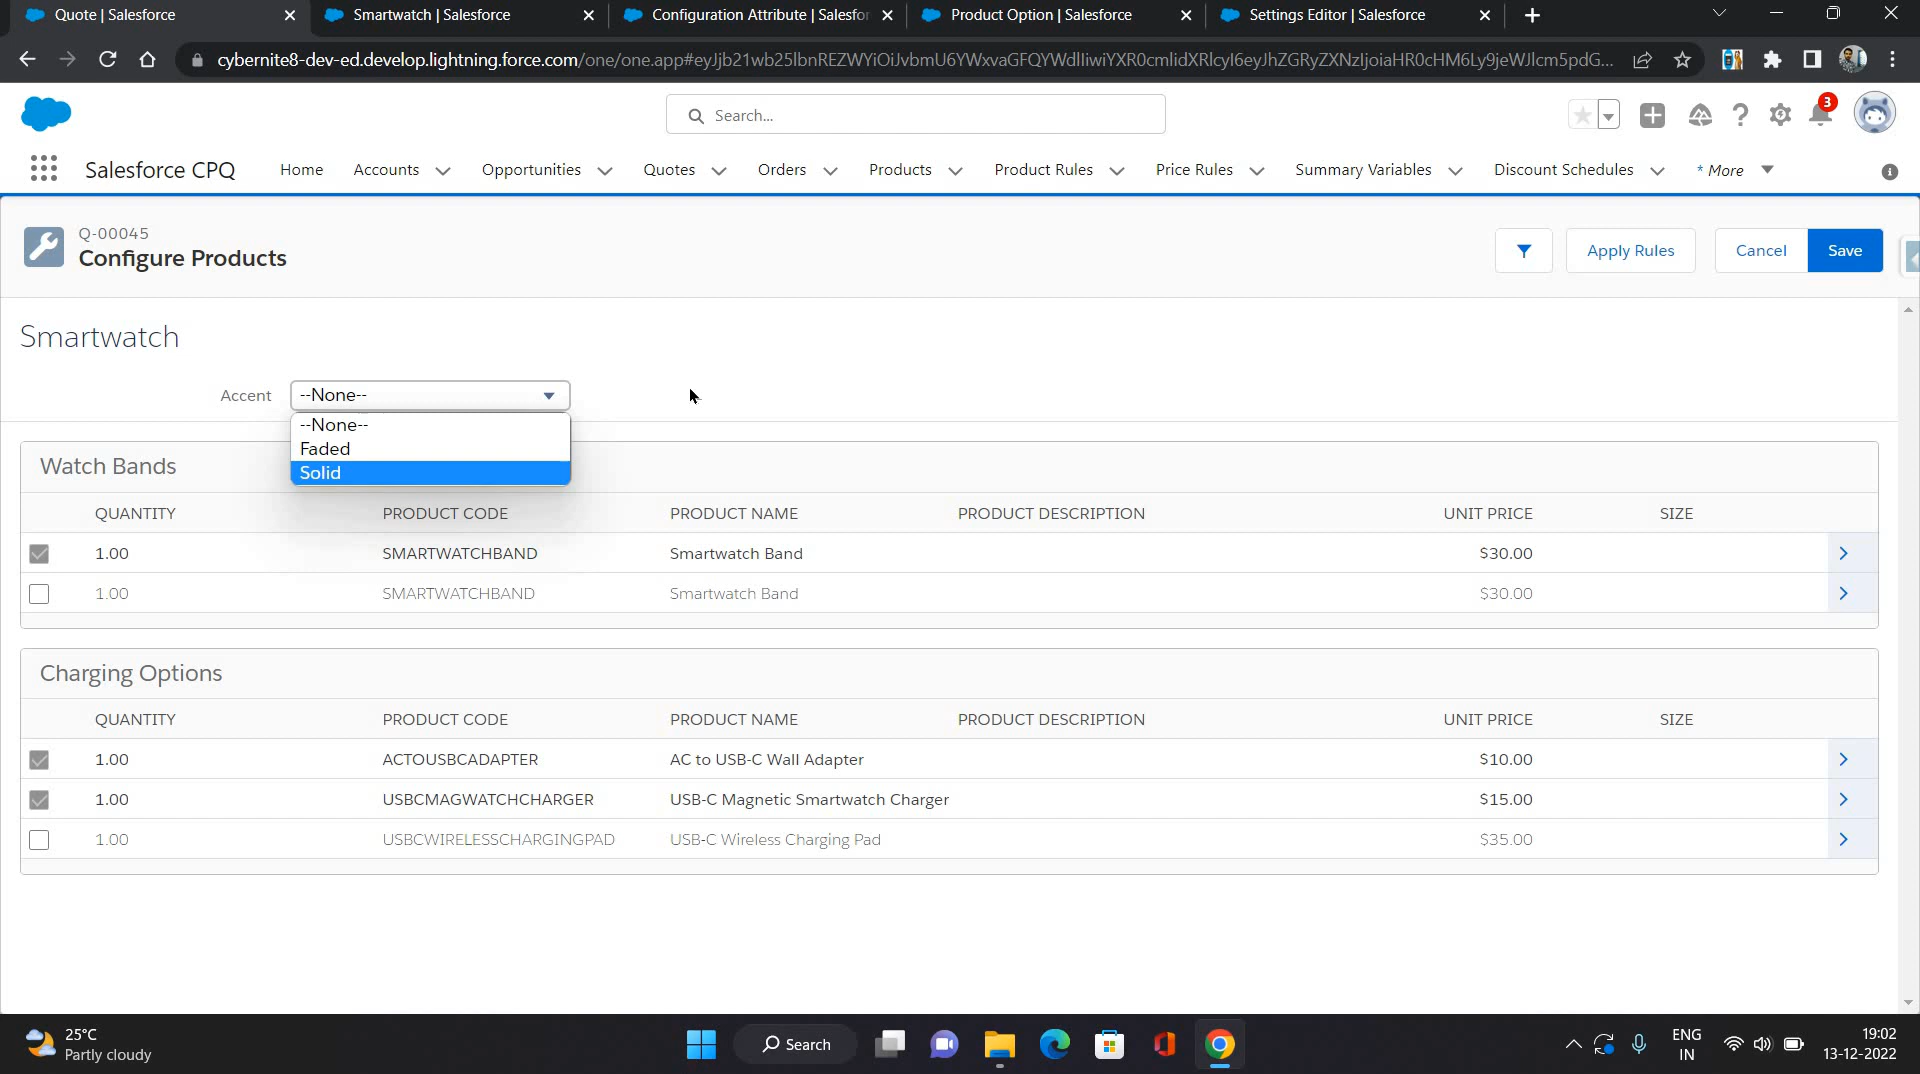 Quote | Salesforce
Smartwatch | Salesforce
Configuration Attribute | Salesfor
Product Option | Salesforce
Settings Editor | Salesforce
cybernite8-dev-ed.develop.lightning.force.com/one/one.app#eyJjb21wb25lbnREZWYiOiJvbmU6YWxvaGFQYWdlIiwiYXR0cmlidXRlcyI6eyJhZGRyZXNzIjoiaHR0cHM6Ly9jeWJlcm5pdG...
Search...
3
Salesforce CPQ
Home
Accounts
Opportunities
Quotes
Orders
Products
Product Rules
Price Rules
Summary Variables
Discount Schedules
* More
Q-00045
Configure Products
Apply Rules
Cancel
Save
Smartwatch
Accent
--None--
--None--
Faded
Solid
Watch Bands
QUANTITY PRODUCT CODE PRODUCT NAME PRODUCT DESCRIPTION UNIT PRICE SIZE
1.00 SMARTWATCHBAND Smartwatch Band $30.00
1.00 SMARTWATCHBAND Smartwatch Band $30.00
Charging Options
QUANTITY PRODUCT CODE PRODUCT NAME PRODUCT DESCRIPTION UNIT PRICE SIZE
1.00 ACTOUSBCADAPTER AC to USB-C Wall Adapter $10.00
1.00 USBCMAGWATCHCHARGER USB-C Magnetic Smartwatch Charger $15.00
1.00 USBCWIRELESSCHARGINGPAD USB-C Wireless Charging Pad $35.00
25°C
Partly cloudy
Search
ENG
IN
19:02
13-12-2022